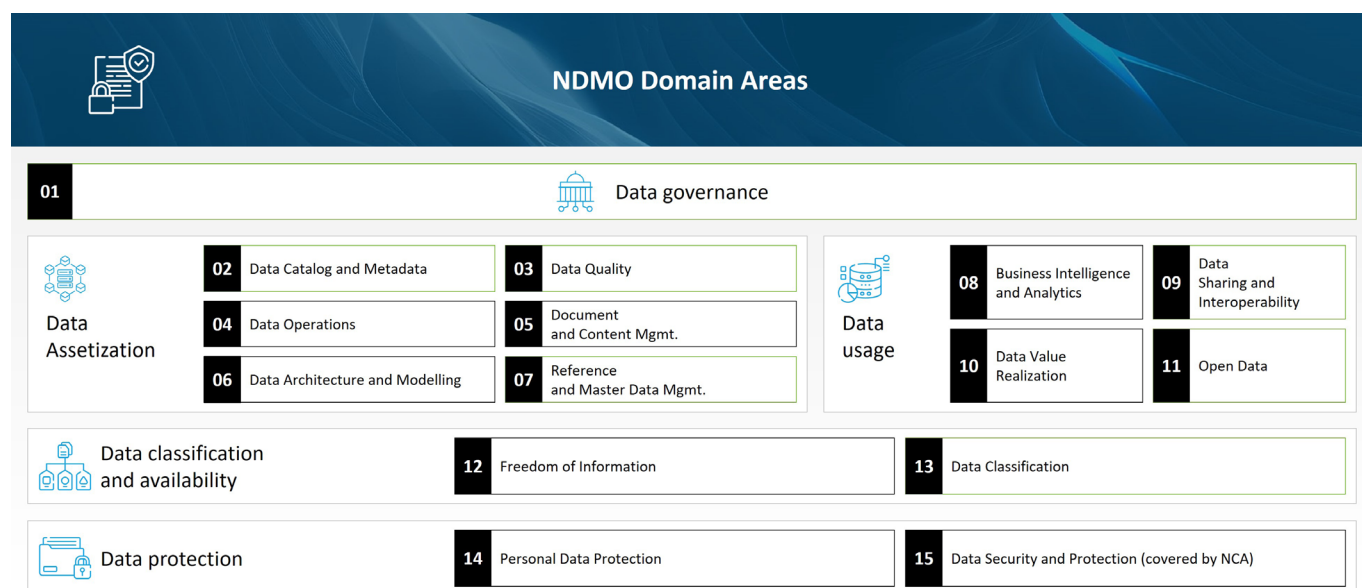 NDMO Domain Areas
01
Data governance
Data
Assetization
02
Data Catalog and Metadata
03
Data Quality
04
Data Operations
05
Document
and Content Mgmt.
06
Data Architecture and Modelling
07
Reference
and Master Data Mgmt.
Data
usage
08
Business Intelligence
and Analytics
09
Data
Sharing and
Interoperability
10
Data Value
Realization
11
Open Data
Data classification
and availability
12
Freedom of Information
13
Data Classification
Data protection
14
Personal Data Protection
15
Data Security and Protection (covered by NCA)